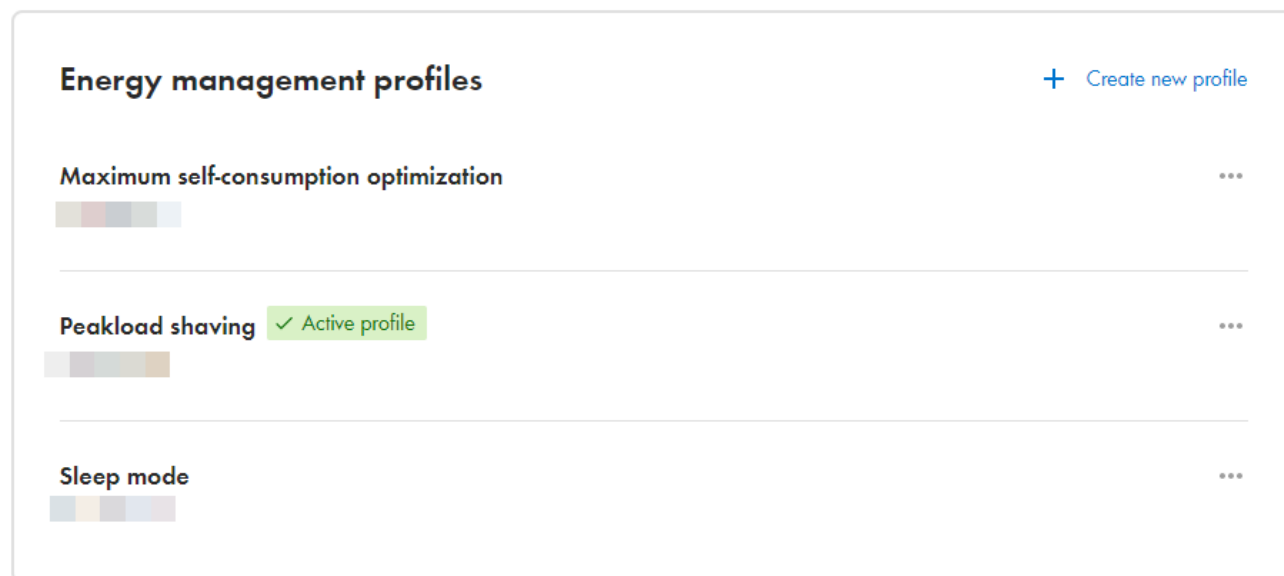 Energy management profiles
Create new profile
Maximum self-consumption optimization
Peakload shaving
Active profile
Sleep mode